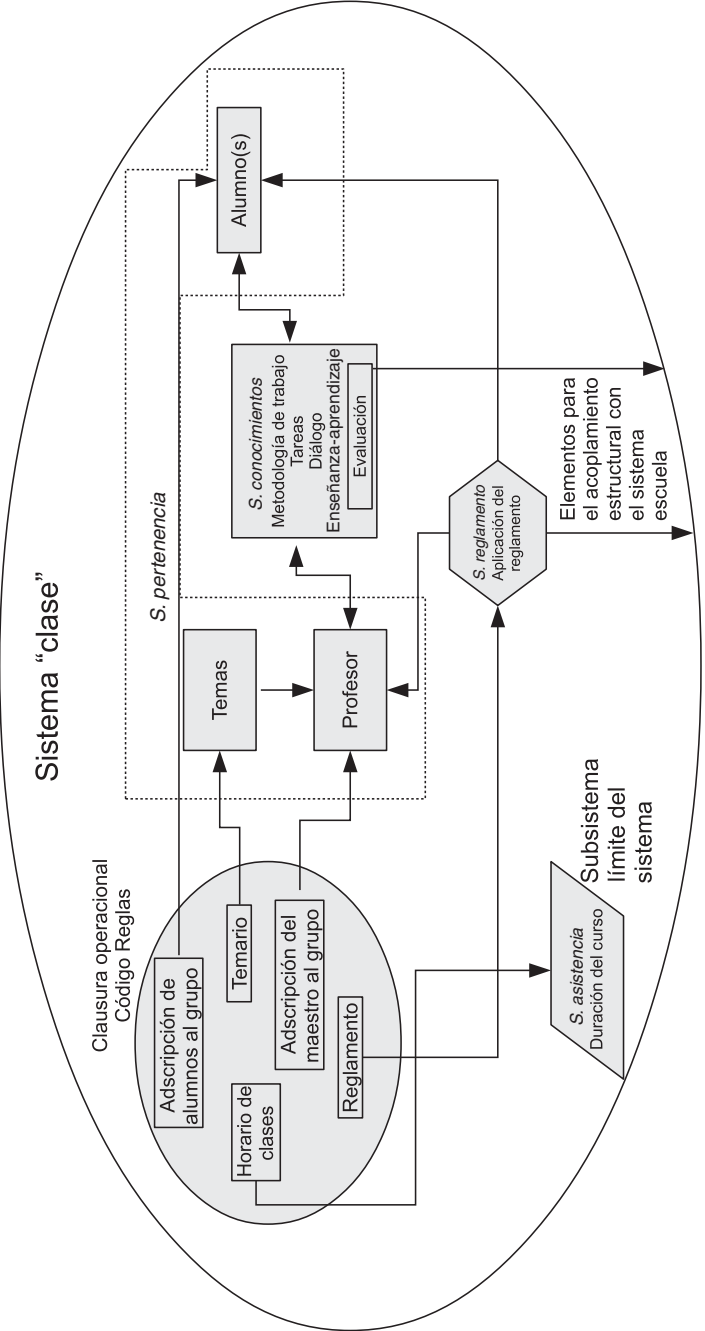 Sistema “clase”
Clausura operacional
Código Reglas
Adscripción de
alumnos al grupo
Temario
Horario de
clases
Adscripción del
maestro al grupo
Reglamento
S. pertenencia
Temas
Profesor
S. conocimientos
Metodología de trabajo
Tareas
Diálogo
Enseñanza-aprendizaje
Evaluación
Alumno(s)
S. reglamento
Aplicación del
reglamento
Elementos para
el acoplamiento
estructural con
el sistema
escuela
Subsistema
límite del
sistema
S. asistencia
Duración del curso